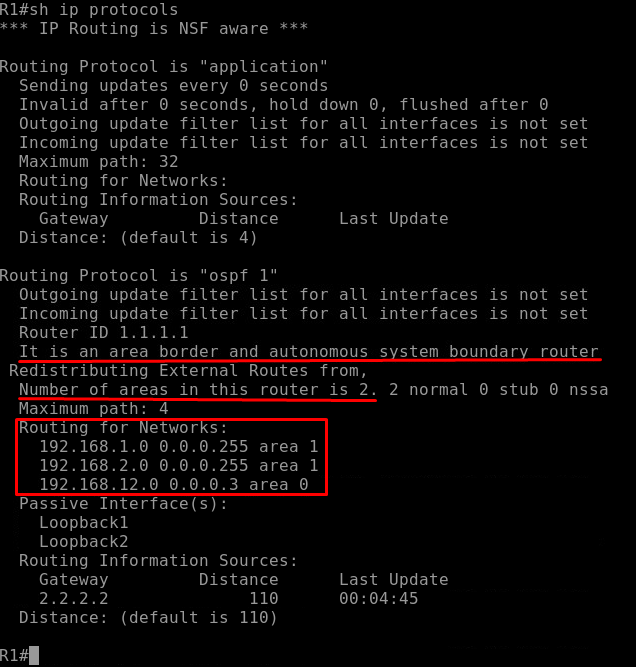 R1#sh ip protocols
*** IP Routing is NSF aware ***
Routing Protocol is "application"
  Sending updates every 0 seconds
  Invalid after 0 seconds, hold down 0, flushed after 0
  Outgoing update filter list for all interfaces is not set
  Incoming update filter list for all interfaces is not set
  Maximum path: 32
  Routing for Networks:
  Routing Information Sources:
    Gateway         Distance      Last Update
  Distance: (default is 4)
Routing Protocol is "ospf 1"
  Outgoing update filter list for all interfaces is not set
  Incoming update filter list for all interfaces is not set
  Router ID 1.1.1.1
  It is an area border and autonomous system boundary router
 Redistributing External Routes from,
  Number of areas in this router is 2. 2 normal 0 stub 0 nssa
  Maximum path: 4
  Routing for Networks:
    192.168.1.0 0.0.0.255 area 1
    192.168.2.0 0.0.0.255 area 1
    192.168.12.0 0.0.0.3 area 0
  Passive Interface(s):
    Loopback1
    Loopback2
  Routing Information Sources:
    Gateway         Distance      Last Update
    2.2.2.2              110      00:04:45
  Distance: (default is 110)
R1#